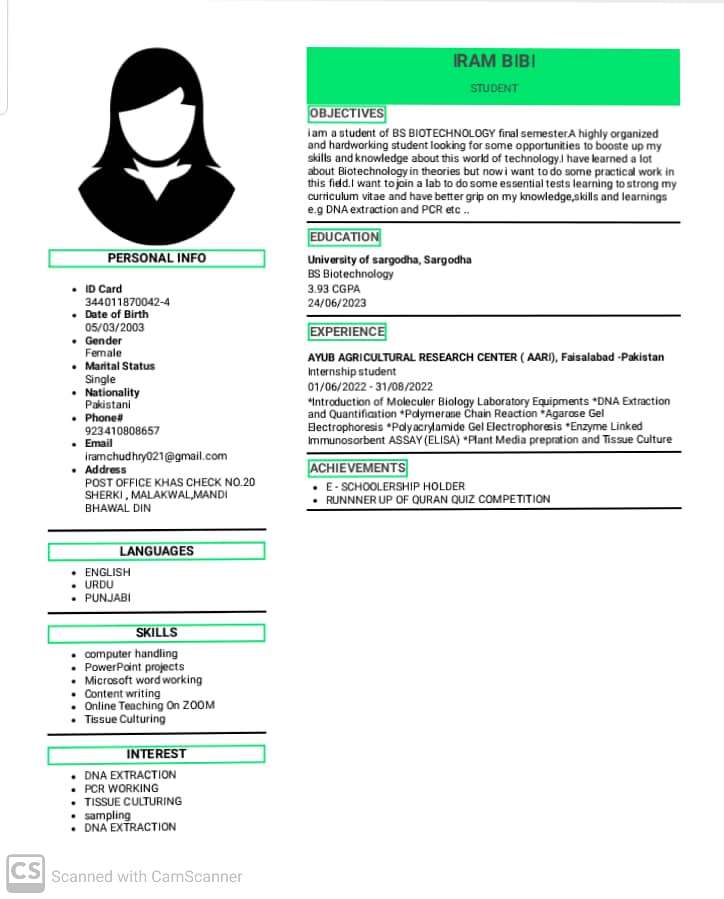 IRAM BIBI
STUDENT
OBJECTIVES
i am a student of BS BIOTECHNOLOGY final semester.A highly organized
and hardworking student looking for some opportunities to booste up my
skills and knowledge about this world of technology.I have learned a lot
about Biotechnology in theories but now i want to do some practical work in
this field.I want to join a lab to do some essential tests learning to strong my
curriculum vitae and have better grip on my knowledge,skills and learnings
e.g DNA extraction and PCR etc ..
EDUCATION
University of sargodha, Sargodha
BS Biotechnology
3.93 CGPA
24/06/2023
EXPERIENCE
AYUB AGRICULTURAL RESEARCH CENTER ( AARI), Faisalabad -Pakistan
Internship student
01/06/2022 - 31/08/2022
*Introduction of Moleculer Biology Laboratory Equipments *DNA Extraction
and Quantification *Polymerase Chain Reaction *Agarose Gel
Electrophoresis *Polyacrylamide Gel Electrophoresis *Enzyme Linked
Immunosorbent ASSAY (ELISA) *Plant Media prepration and Tissue Culture
ACHIEVEMENTS
• E - SCHOOLERSHIP HOLDER
• RUNNNER UP OF QURAN QUIZ COMPETITION
PERSONAL INFO
• ID Card
344011870042-4
• Date of Birth
05/03/2003
• Gender
Female
• Marital Status
Single
• Nationality
Pakistani
• Phone#
923410808657
• Email
iramchudhry021@gmail.com
• Address
POST OFFICE KHAS CHECK NO.20
SHERKI , MALAKWAL,MANDI
BHAWAL DIN
LANGUAGES
• ENGLISH
• URDU
• PUNJABI
SKILLS
• computer handling
• PowerPoint projects
• Microsoft word working
• Content writing
• Online Teaching On ZOOM
• Tissue Culturing
INTEREST
• DNA EXTRACTION
• PCR WORKING
• TISSUE CULTURING
• sampling
• DNA EXTRACTION
CS Scanned with CamScanner